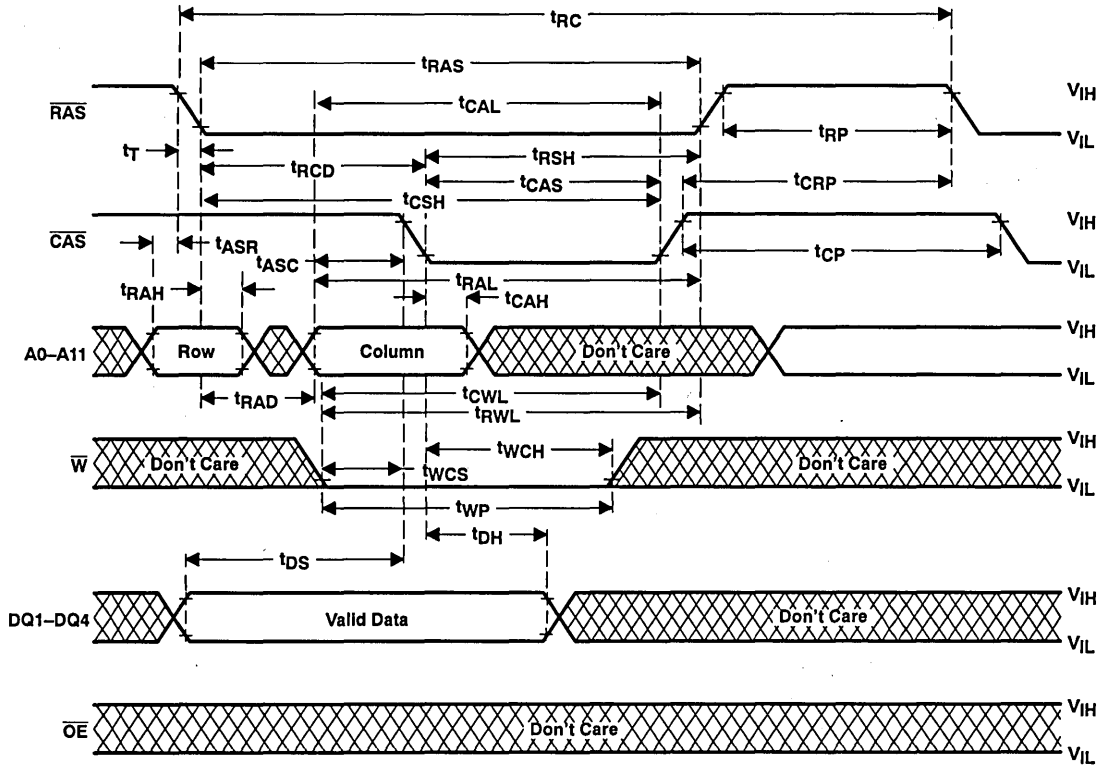 tRC
tRAS
VIH
tCAL
RAS
tRP
VIL
tT
tRSH
tRCD
tCAS
tCRP
tCSH
VIH
CAS
tASR
tCP
tASC
VIL
tRAL
tRAH
tCAH
VIH
A0–A11
Row
Column
Don't Care
VIL
tRAD
tCWL
tRWL
VIH
tWCH
W
Don't Care
Don't Care
tWCS
VIL
tWP
tDH
tDS
VIH
DQ1–DQ4
Valid Data
Don't Care
VIL
VIH
OE
Don't Care
VIL